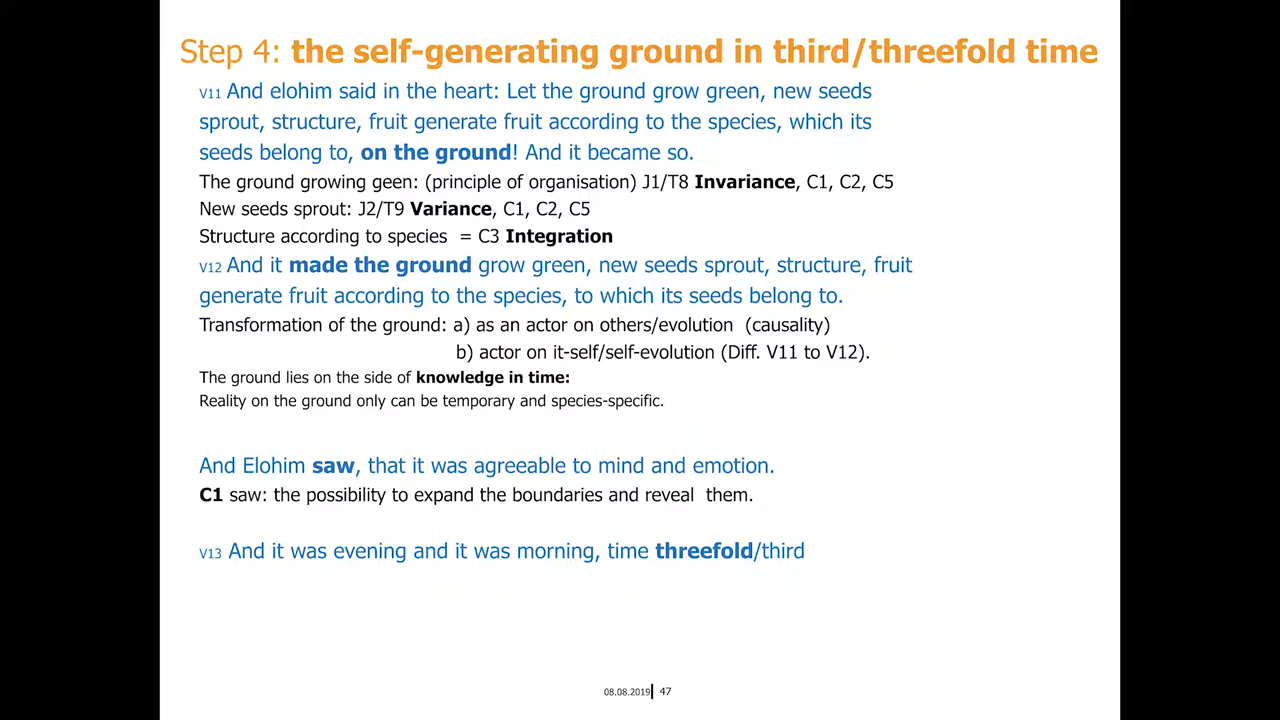 Step 4: the self-generating ground in third/threefold time
V11 And elohim said in the heart: Let the ground grow green, new seeds
sprout, structure, fruit generate fruit according to the species, which its
seeds belong to, on the ground! And it became so.
The ground growing geen: (principle of organisation) J1/T8 Invariance, C1, C2, C5
New seeds sprout: J2/T9 Variance, C1, C2, C5
Structure according to species = C3 Integration
V12 And it made the ground grow green, new seeds sprout, structure, fruit
generate fruit according to the species, to which its seeds belong to.
Transformation of the ground: a) as an actor on others/evolution (causality)
b) actor on it-self/self-evolution (Diff. V11 to V12).
The ground lies on the side of knowledge in time:
Reality on the ground only can be temporary and species-specific.
And Elohim saw, that it was agreeable to mind and emotion.
C1 saw: the possibility to expand the boundaries and reveal them.
V13 And it was evening and it was morning, time threefold/third
08.08.2019 47